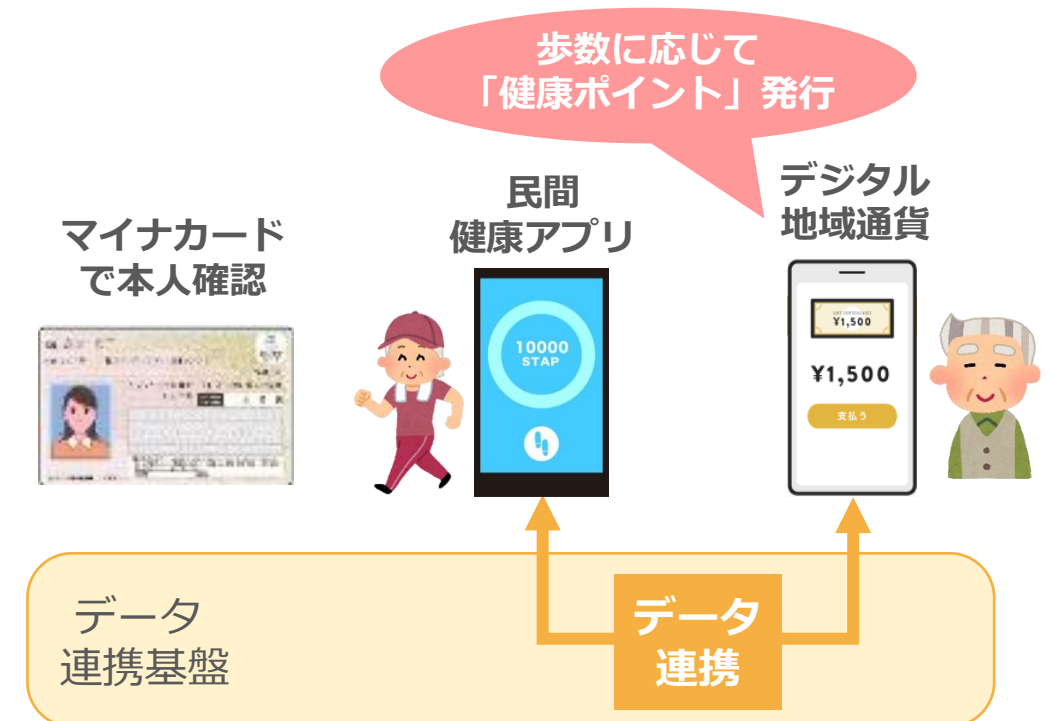 歩数に応じて
「健康ポイント」発行
マイナカード
で本人確認
民間
健康アプリ
デジタル
地域通貨
10000
STAP
¥1,500
¥1,500
支払う
データ
連携基盤
データ
連携